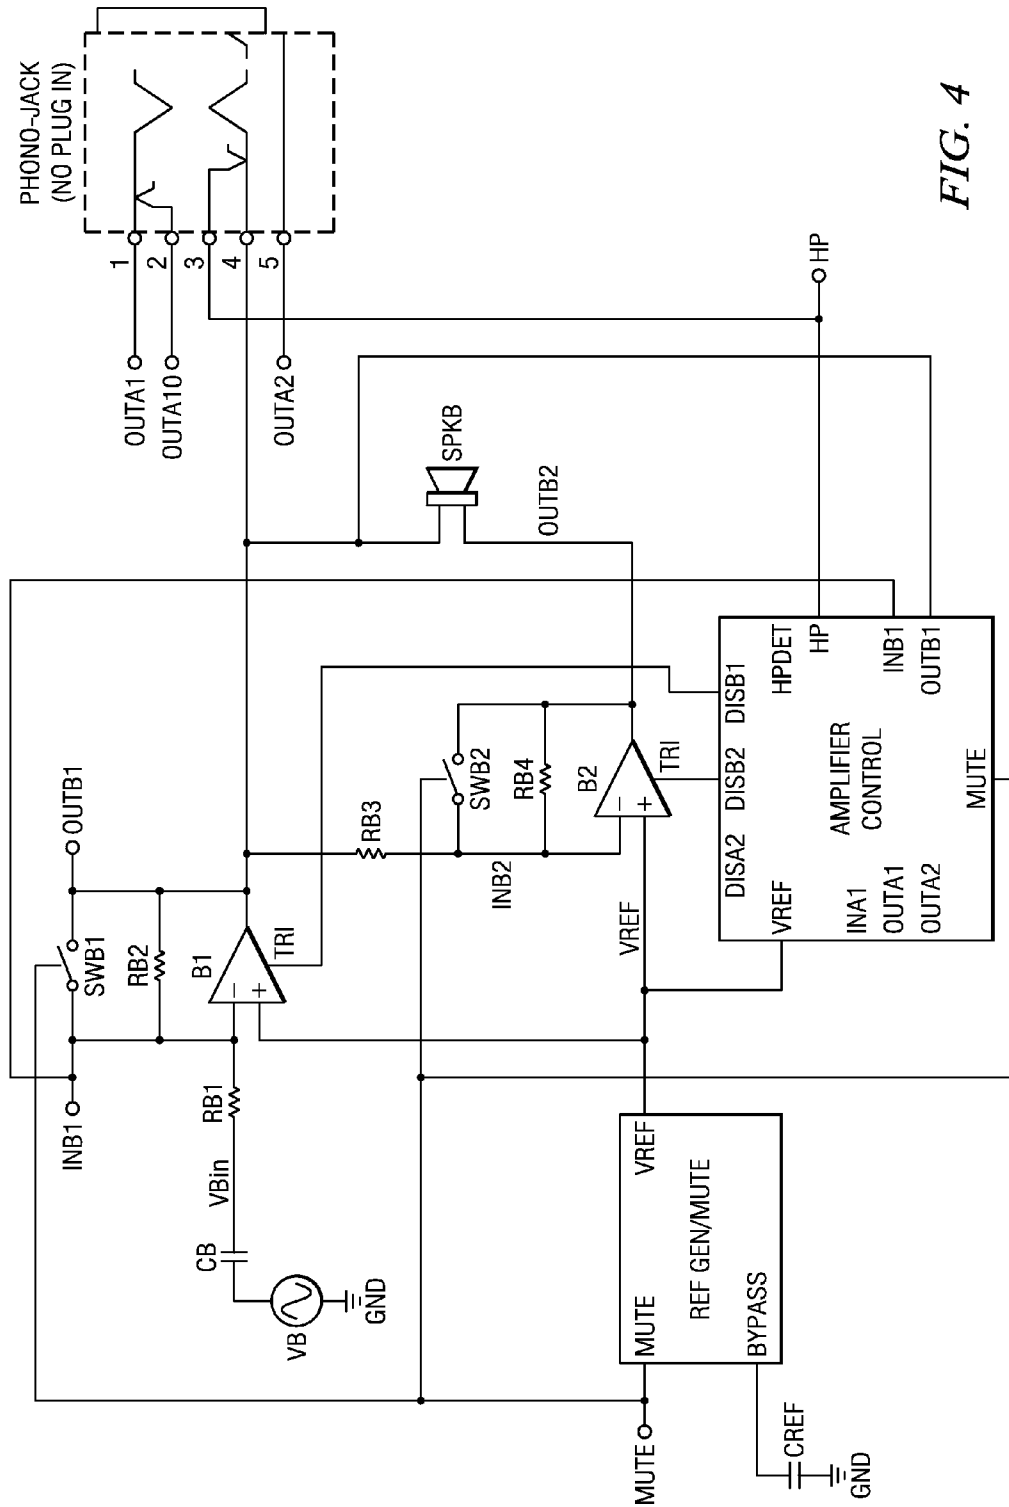 PHONO-JACK
(NO PLUG IN)
1
2
3
4
5
OUTA1
OUTA10
OUTA2
HP
SPKB
OUTB2
OUTB1
SWB1
RB2
B1
TRI
INB1
RB1
VBin
CB
VB
GND
RB3
SWB2
RB4
INB2
B2
TRI
VREF
DISB1
DISB2
DISA2
HPDET
HP
INB1
OUTB1
AMPLIFIER
CONTROL
VREF
INA1
OUTA1
OUTA2
MUTE
VREF
REF GEN/MUTE
MUTE
BYPASS
MUTE
CREF
GND
FIG. 4